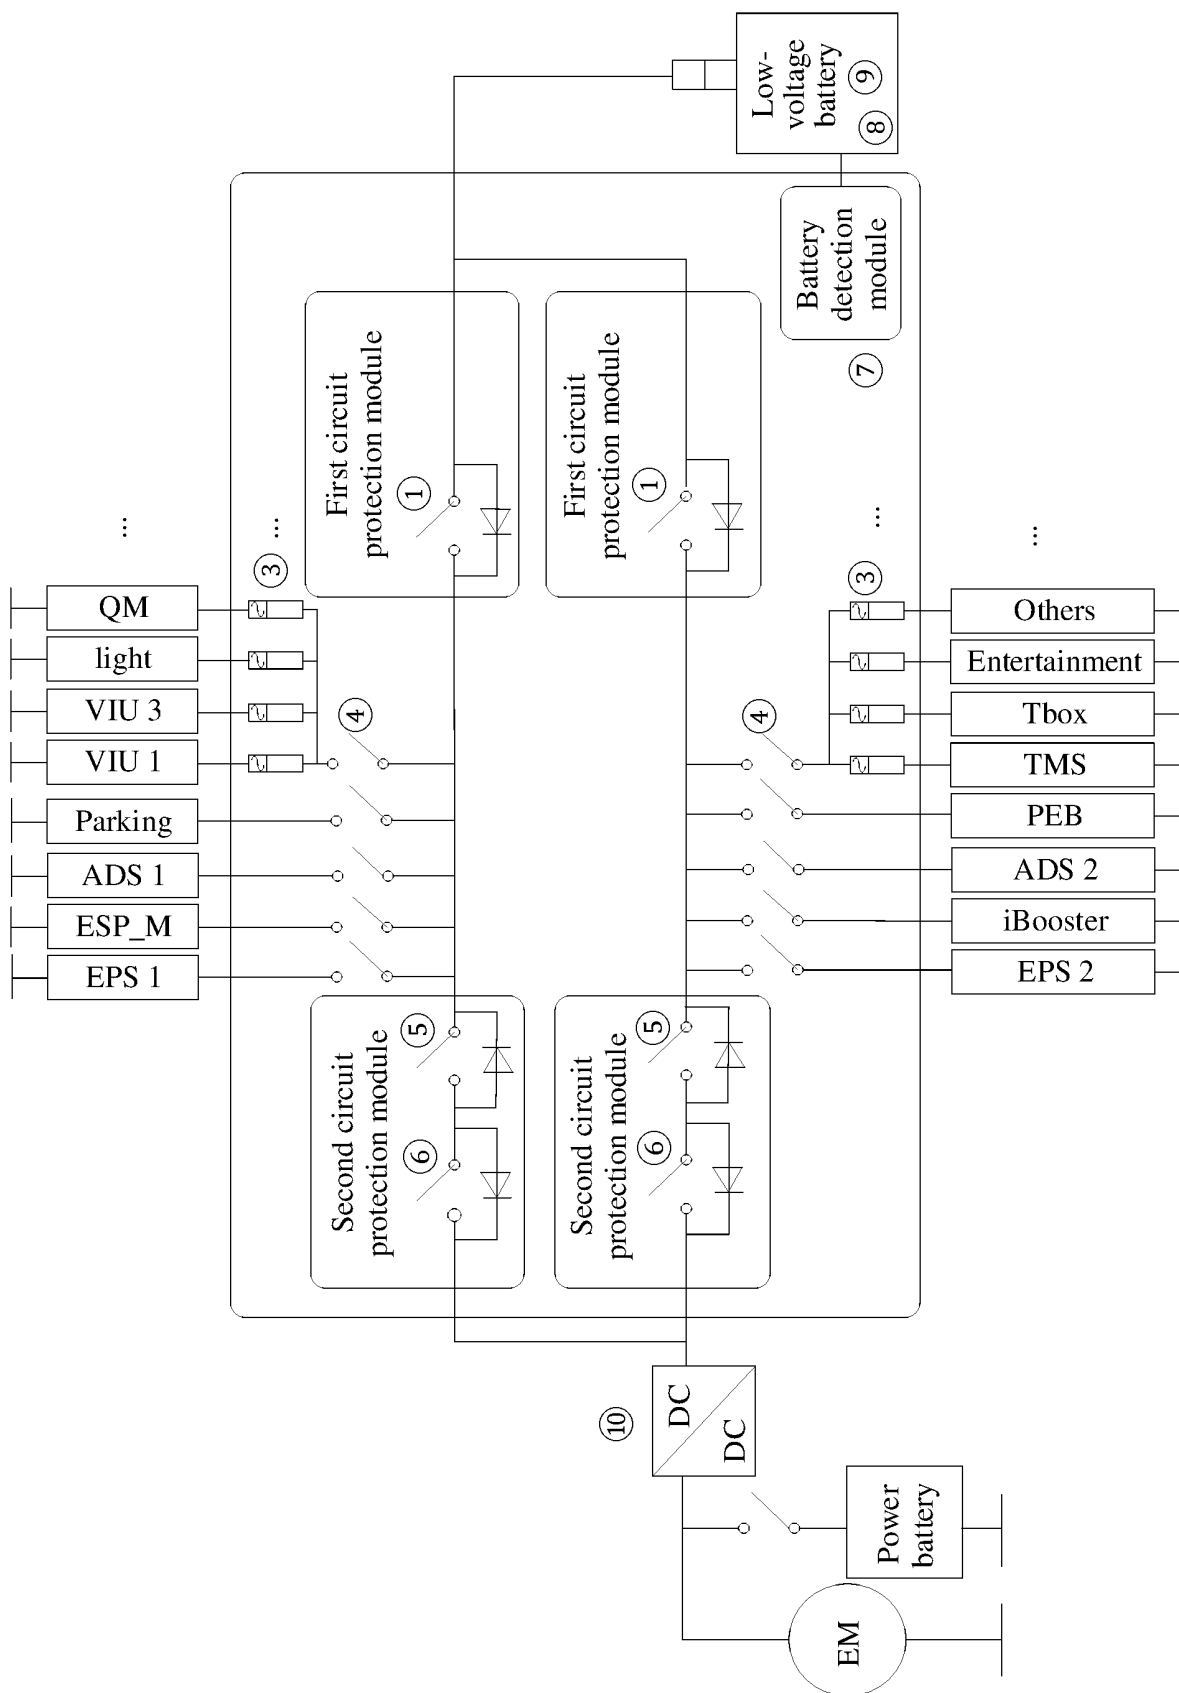 Low-
voltage
battery
⑨
⑧
Battery
detection
module
⑦
First circuit
protection module
①
First circuit
protection module
①
...
...
...
...
③
③
QM
light
VIU 3
VIU 1
Parking
ADS 1
ESP_M
EPS 1
④
④
Others
Entertainment
Tbox
TMS
PEB
ADS 2
iBooster
EPS 2
Second circuit
protection module
⑤
⑥
Second circuit
protection module
⑤
⑥
⑩
DC
DC
Power
battery
EM